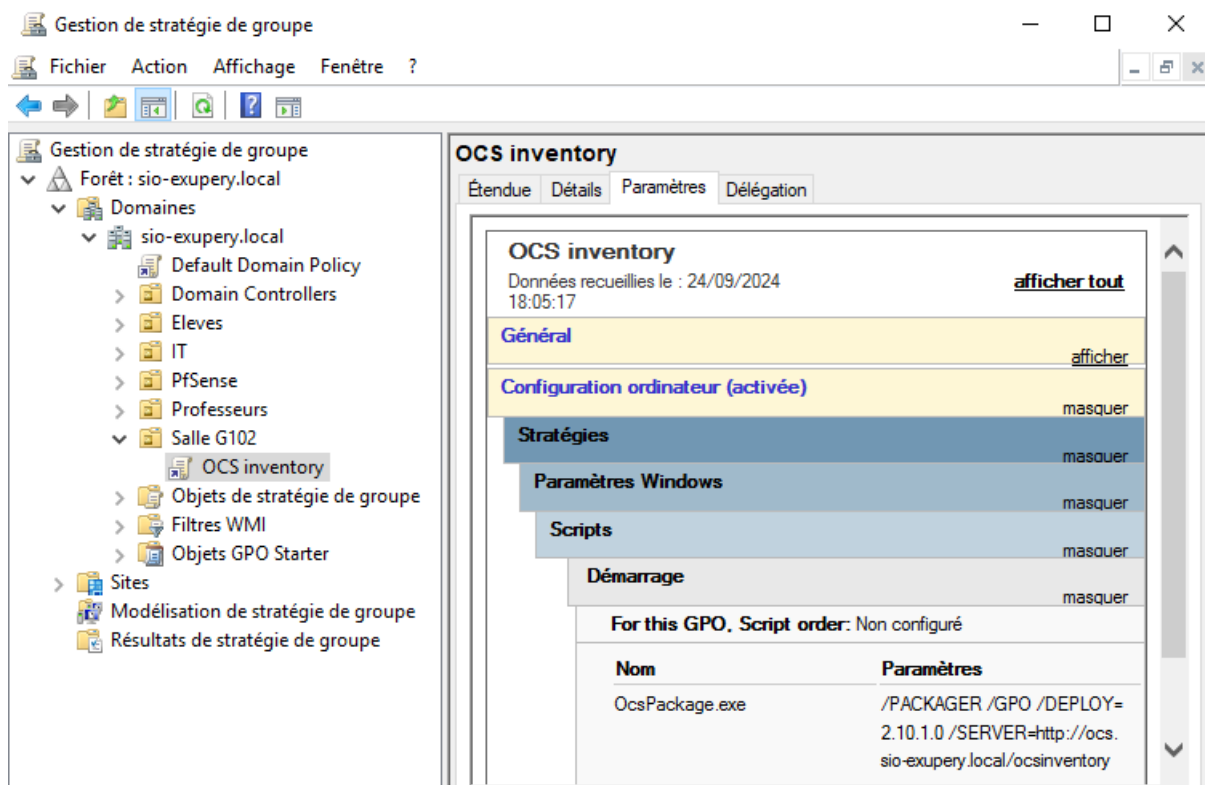 Gestion de stratégie de groupe
Fichier Action Affichage Fenêtre ?
Gestion de stratégie de groupe
Forêt : sio-exupery.local
Domaines
sio-exupery.local
Default Domain Policy
Domain Controllers
Eleves
IT
PfSense
Professeurs
Salle G102
OCS inventory
Objets de stratégie de groupe
Filtres WMI
Objets GPO Starter
Sites
Modélisation de stratégie de groupe
Résultats de stratégie de groupe
OCS inventory
Étendue Détails Paramètres Délégation
OCS inventory
Données recueillies le : 24/09/2024
18:05:17
afficher tout
Général
afficher
Configuration ordinateur (activée)
masquer
Stratégies
masquer
Paramètres Windows
masquer
Scripts
masquer
Démarrage
masquer
For this GPO, Script order: Non configuré
Nom Paramètres
OcsPackage.exe /PACKAGER /GPO /DEPLOY=
2.10.1.0 /SERVER=http://ocs.
sio-exupery.local/ocsinventory